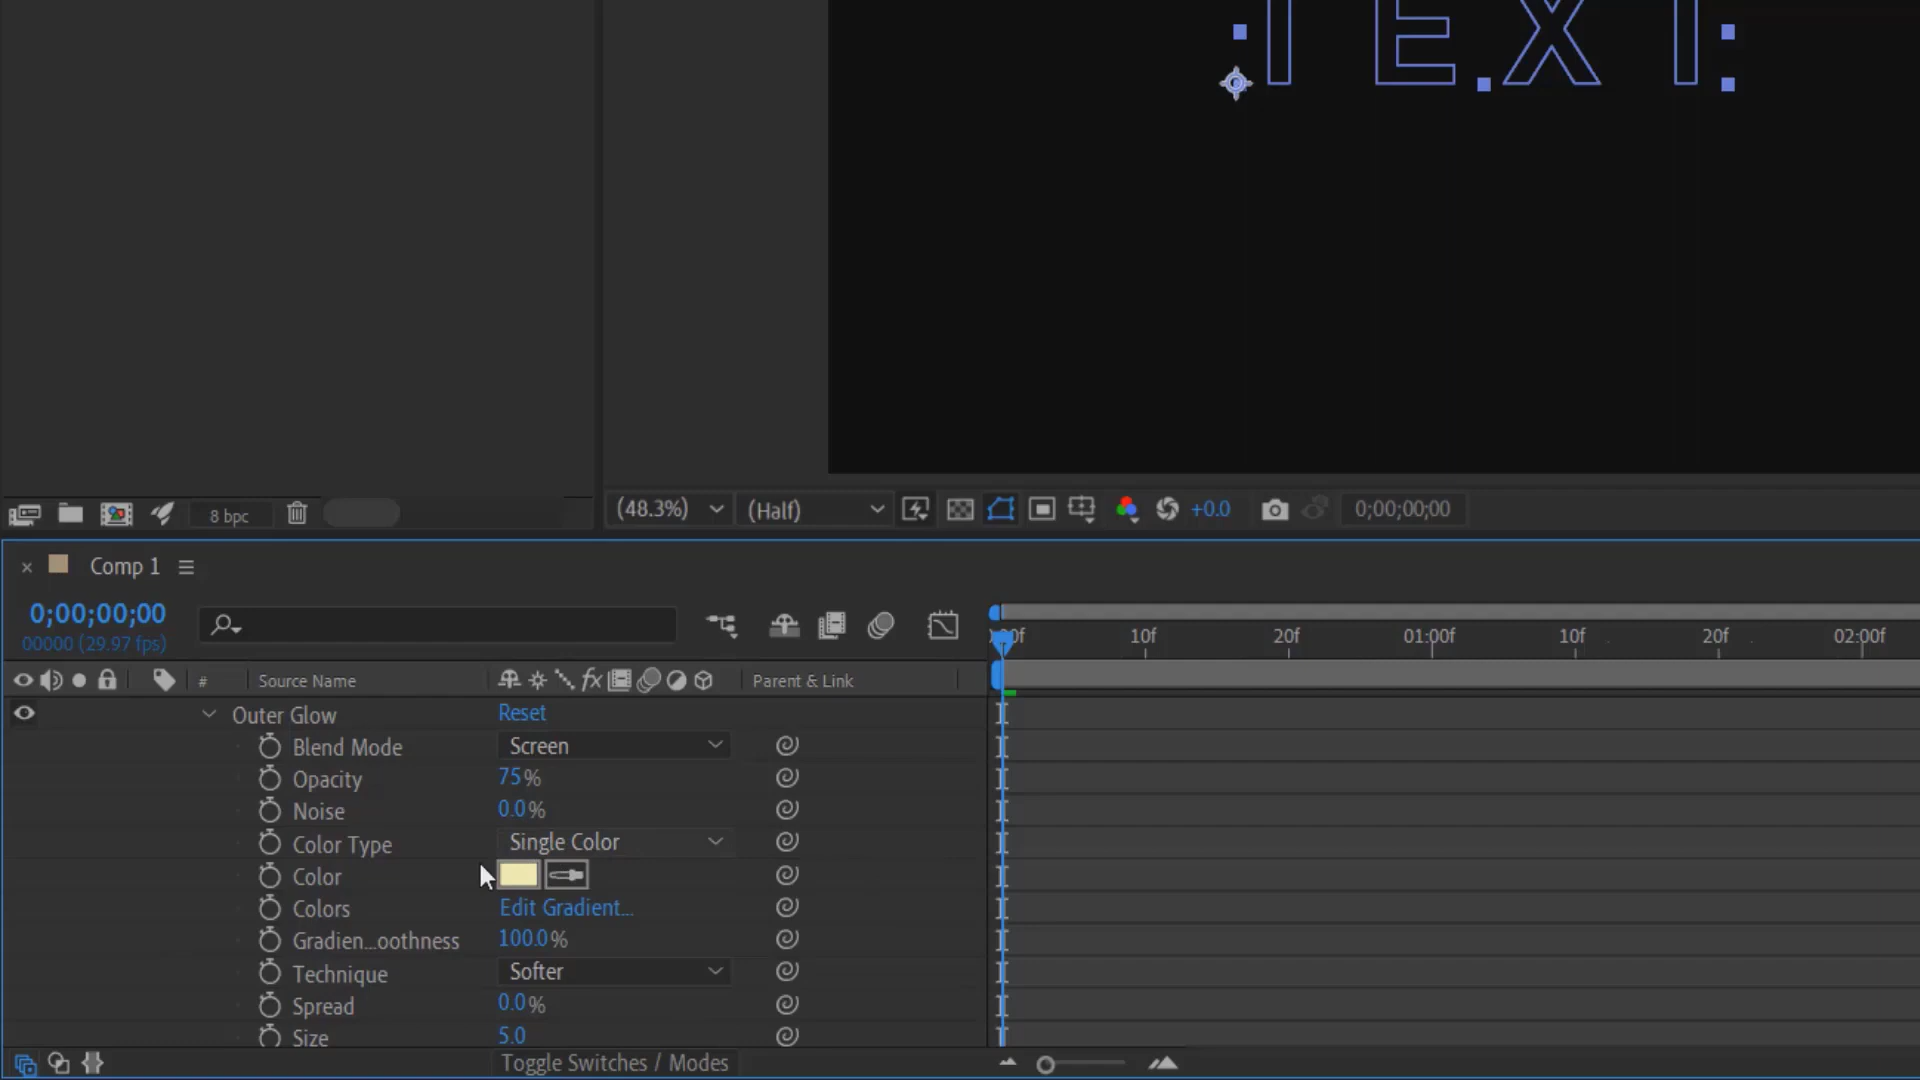 TEXT
8 bpc
(48.3%)
(Half)
+0.0
0;00;00;00
Comp 1
0;00;00;00
00000 (29.97 fps)
10f
20f
01:00f
10f
20f
02:00f
#
Source Name
fx
Parent & Link
Outer Glow
Reset
Blend Mode
Screen
Opacity
75%
Noise
0.0%
Color Type
Single Color
Color
Colors
Edit Gradient...
Gradien...oothness
100.0%
Technique
Softer
Spread
0.0%
Size
5.0
Toggle Switches / Modes